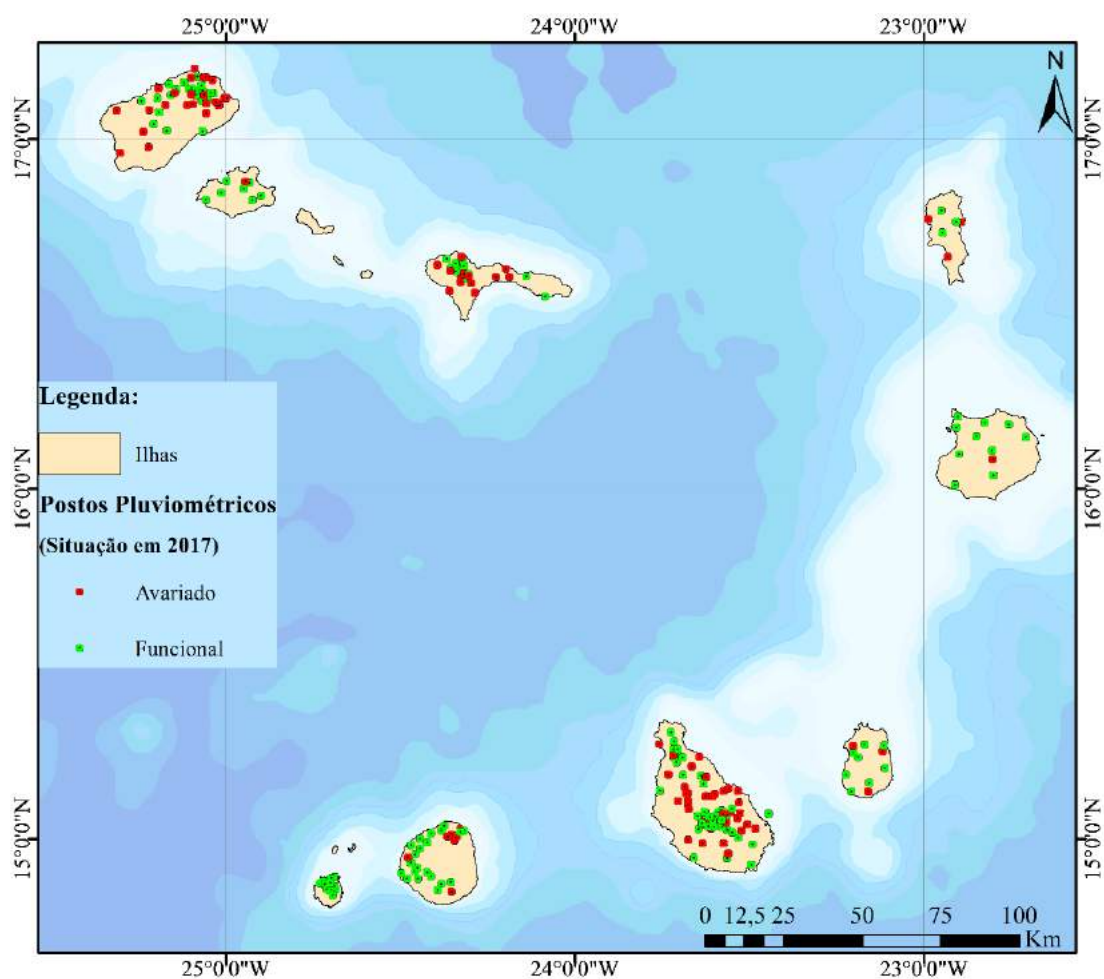 25°0'0"W 24°0'0"W 23°0'0"W
N
17°0'0"N 17°0'0"N
Legenda:
Ilhas
Postos Pluviométricos
(Situação em 2017)
Avariado
Funcional
16°0'0"N 16°0'0"N
15°0'0"N 15°0'0"N
0 12,5 25 50 75 100
Km
25°0'0"W 24°0'0"W 23°0'0"W